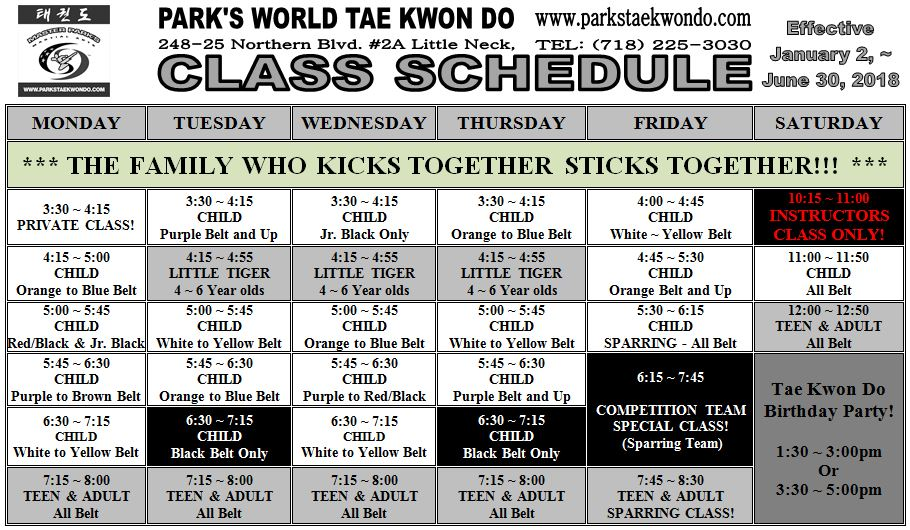 태권도
MASTER PARK'S
MARTIAL ARTS
WWW.PARKSTAEKWONDO.COM
PARK'S WORLD TAE KWON DO www.parkstaekwondo.com
248-25 Northern Blvd. #2A Little Neck, TEL: (718) 225-3030
CLASS SCHEDULE
Effective
January 2, ~
June 30, 2018
MONDAY TUESDAY WEDNESDAY THURSDAY FRIDAY SATURDAY
*** THE FAMILY WHO KICKS TOGETHER STICKS TOGETHER!!! ***
3:30 ~ 4:15
PRIVATE CLASS!
3:30 ~ 4:15
CHILD
Purple Belt and Up
3:30 ~ 4:15
CHILD
Jr. Black Only
3:30 ~ 4:15
CHILD
Orange to Blue Belt
4:00 ~ 4:45
CHILD
White ~ Yellow Belt
10:15 ~ 11:00
INSTRUCTORS
CLASS ONLY!
4:15 ~ 5:00
CHILD
Orange to Blue Belt
4:15 ~ 4:55
LITTLE TIGER
4 ~ 6 Year olds
4:15 ~ 4:55
LITTLE TIGER
4 ~ 6 Year olds
4:15 ~ 4:55
LITTLE TIGER
4 ~ 6 Year olds
4:45 ~ 5:30
CHILD
Orange Belt and Up
11:00 ~ 11:50
CHILD
All Belt
5:00 ~ 5:45
CHILD
Red/Black & Jr. Black
5:00 ~ 5:45
CHILD
White to Yellow Belt
5:00 ~ 5:45
CHILD
Orange to Blue Belt
5:00 ~ 5:45
CHILD
White to Yellow Belt
5:30 ~ 6:15
CHILD
SPARRING - All Belt
12:00 ~ 12:50
TEEN & ADULT
All Belt
5:45 ~ 6:30
CHILD
Purple to Brown Belt
5:45 ~ 6:30
CHILD
Orange to Blue Belt
5:45 ~ 6:30
CHILD
Purple to Red/Black
5:45 ~ 6:30
CHILD
Purple Belt and Up
6:15 ~ 7:45
COMPETITION TEAM
SPECIAL CLASS!
(Sparring Team)
Tae Kwon Do
Birthday Party!
1:30 ~ 3:00pm
Or
3:30 ~ 5:00pm
6:30 ~ 7:15
CHILD
White to Yellow Belt
6:30 ~ 7:15
CHILD
Black Belt Only
6:30 ~ 7:15
CHILD
White to Yellow Belt
6:30 ~ 7:15
CHILD
Black Belt Only
7:15 ~ 8:00
TEEN & ADULT
All Belt
7:15 ~ 8:00
TEEN & ADULT
All Belt
7:15 ~ 8:00
TEEN & ADULT
All Belt
7:15 ~ 8:00
TEEN & ADULT
All Belt
7:45 ~ 8:30
TEEN & ADULT
SPARRING CLASS!